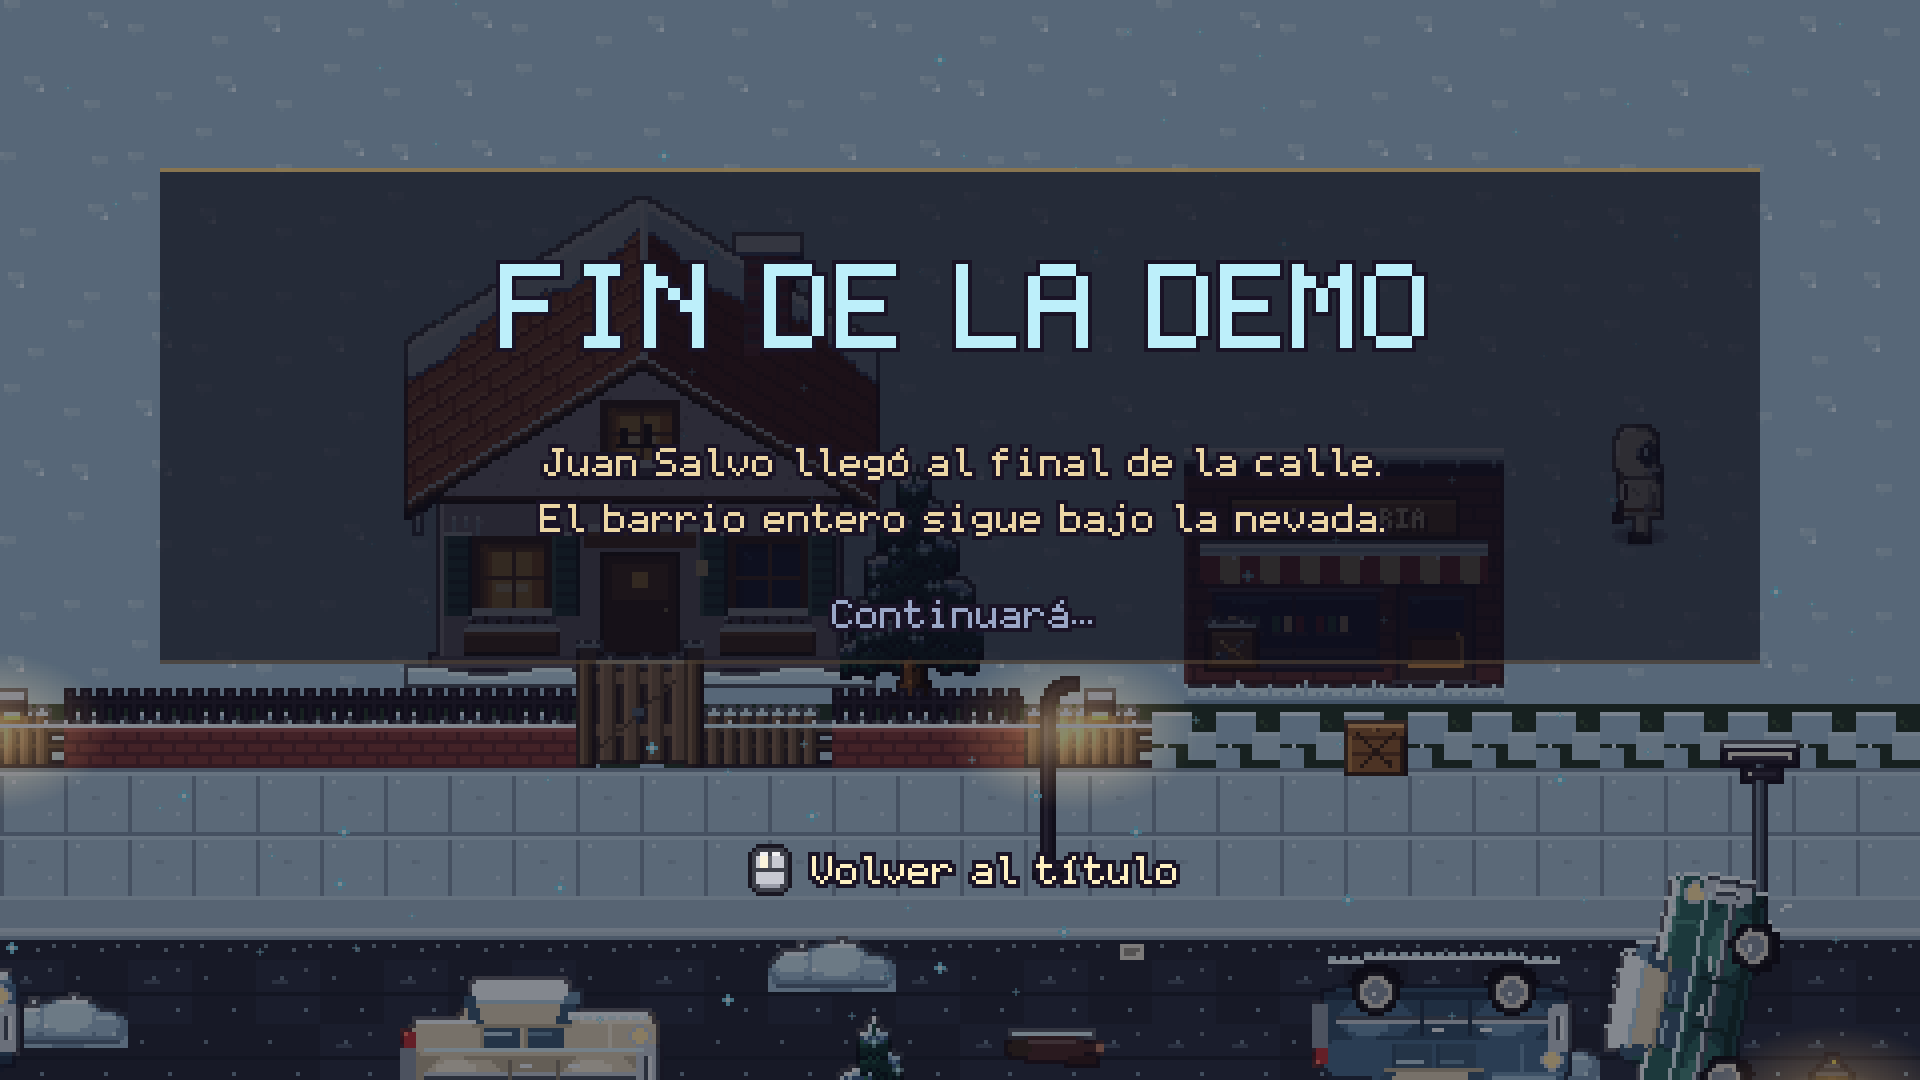 FIN DE LA DEMO
Juan Salvo llegó al final de la calle.
El barrio entero sigue bajo la nevada.
Continuará...
Volver al título